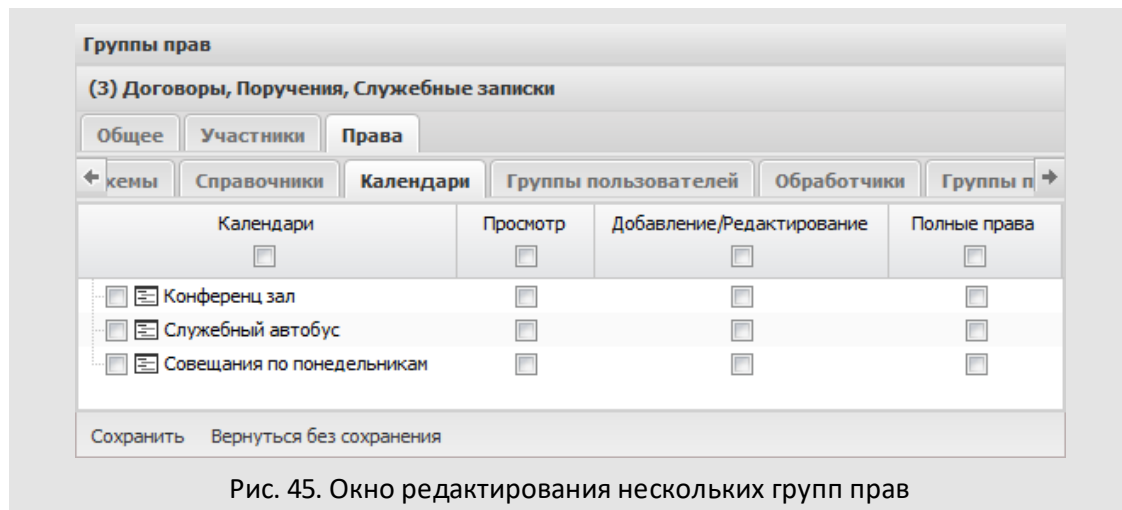 Группы прав
(3) Договоры, Поручения, Служебные записки
Общее Участники Права
хемы Справочники Календари Группы пользователей Обработчики Группы п
Календари Просмотр Добавление/Редактирование Полные права
Конференц зал
Служебный автобус
Совещания по понедельникам
Сохранить Вернуться без сохранения
Рис. 45. Окно редактирования нескольких групп прав